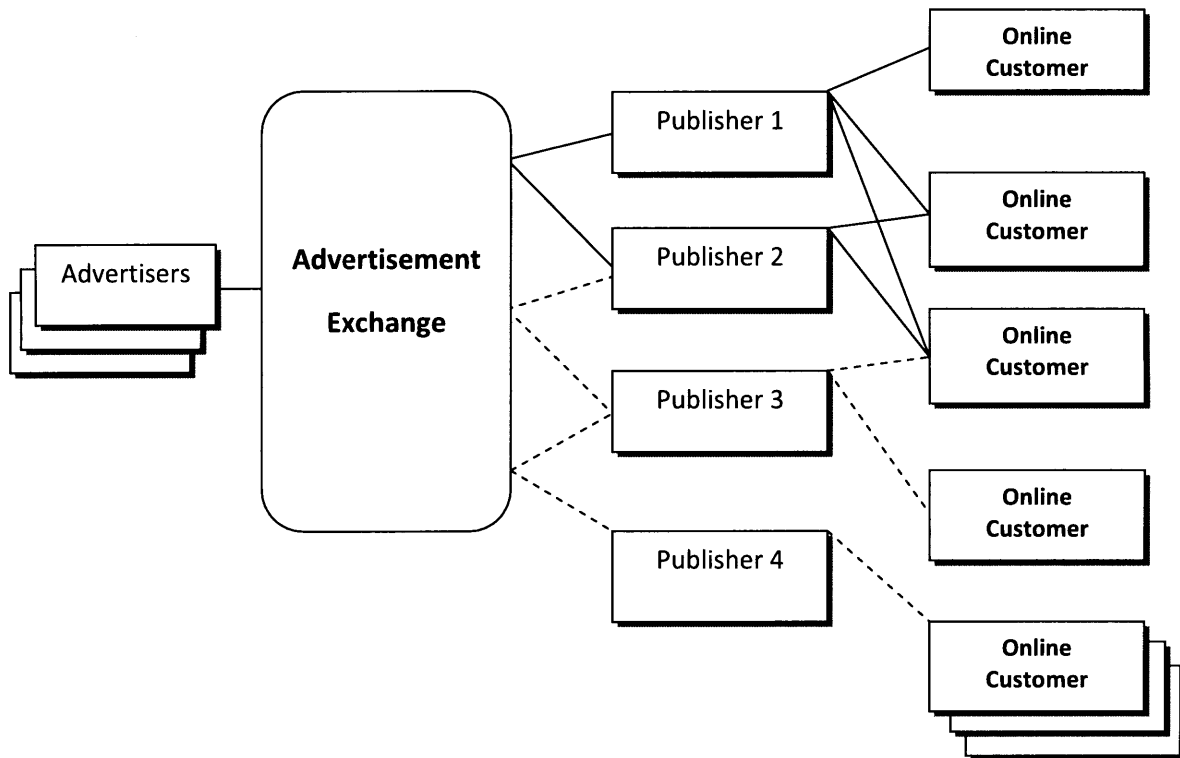 Online
Customer
Publisher 1
Online
Customer
Advertisement
Exchange
Advertisers
Publisher 2
Online
Customer
Publisher 3
Online
Customer
Publisher 4
Online
Customer